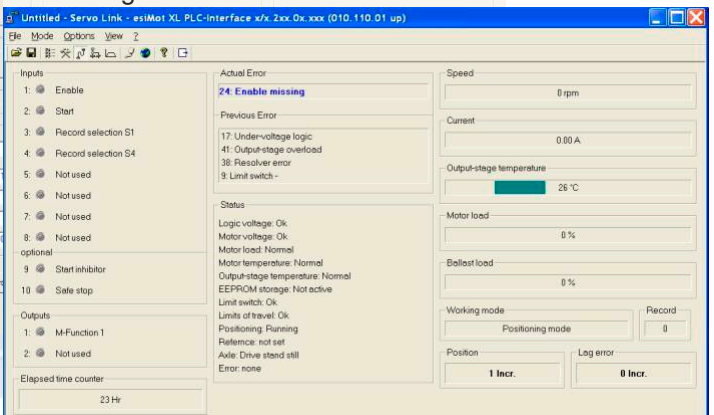 Untitled - Servo Link - esiMot XL PLC-interface x/x.2xx.0x.xxx (010.110.01 up)
File Mode Options View ?
Inputs
1: Enable
2: Start
3: Record selection S1
4: Record selection S4
5: Not used
6: Not used
7: Not used
8: Not used
optional
9 Start inhibitor
10 Safe stop
Outputs
1: M-Function 1
2: Not used
Elapsed time counter
23 Hr
Actual Error
24: Enable missing
Previous Error
17: Under-voltage logic
41: Output-stage overload
38: Resolver error
9: Limit switch -
Status
Logic voltage: Ok
Motor voltage: Ok
Motor load: Normal
Motor temperature: Normal
Output-stage temperature: Normal
EEPROM storage: Not active
Limit switch: Ok
Limits of travel: Ok
Positioning: Running
Refernce: not set
Axle: Drive stand still
Error: none
Speed
0 rpm
Current
0.00 A
Output-stage temperature
26 °C
Motor load
0 %
Ballast load
0 %
Working mode
Positioning mode
Record
0
Position
1 Incr.
Lag error
0 Incr.